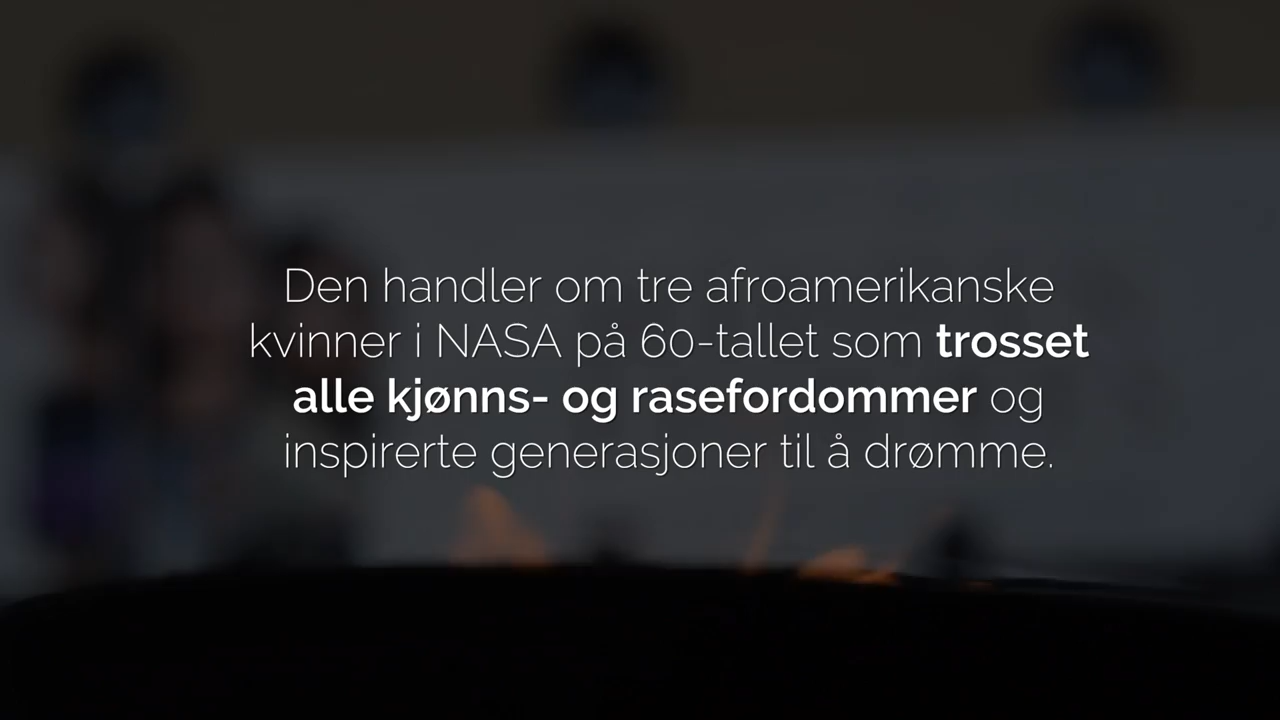 Den handler om tre afroamerikanske
kvinner i NASA på 60-tallet som trosset
alle kjønns- og rasefordommer og
inspirerte generasjoner til å drømme.